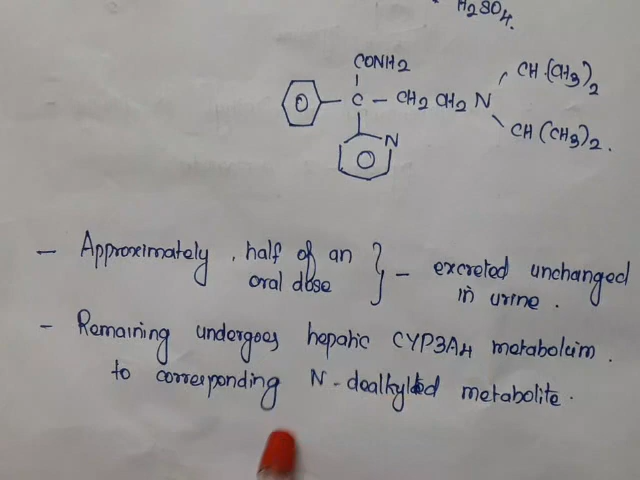 H2SO4.
CONH2
CH (CH3)2
C - CH2 CH2 N
CH (CH3)2.
N
- Approximately, half of an } - excreted unchanged
oral dose in urine.
- Remaining undergoes hepatic CYP3A4 metabolism.
to corresponding N-dealkylted metabolite.